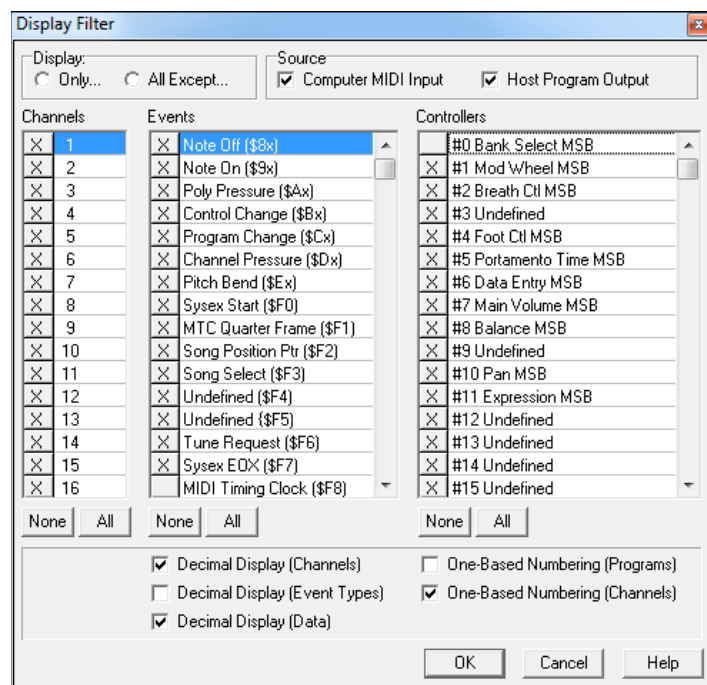 Display Filter
Display:
Only...
All Except...
Source
Computer MIDI Input
Host Program Output
Channels
Events
Controllers
X 1
X 2
X 3
X 4
X 5
X 6
X 7
X 8
X 9
X 10
X 11
X 12
X 13
X 14
X 15
X 16
X Note Off ($8x)
X Note On ($9x)
X Poly Pressure ($Ax)
X Control Change ($Bx)
X Program Change ($Cx)
X Channel Pressure ($Dx)
X Pitch Bend ($Ex)
X Sysex Start ($F0)
X MTC Quarter Frame ($F1)
X Song Position Ptr ($F2)
X Song Select ($F3)
X Undefined ($F4)
X Undefined {$F5)
X Tune Request ($F6)
X Sysex EOX ($F7)
MIDI Timing Clock ($F8)
#0 Bank Select MSB
X #1 Mod Wheel MSB
X #2 Breath Ctl MSB
X #3 Undefined
X #4 Foot Ctl MSB
X #5 Portamento Time MSB
X #6 Data Entry MSB
X #7 Main Volume MSB
X #8 Balance MSB
X #9 Undefined
X #10 Pan MSB
X #11 Expression MSB
X #12 Undefined
X #13 Undefined
X #14 Undefined
X #15 Undefined
None
All
None
All
None
All
Decimal Display (Channels)
Decimal Display (Event Types)
Decimal Display (Data)
One-Based Numbering (Programs)
One-Based Numbering (Channels)
OK
Cancel
Help